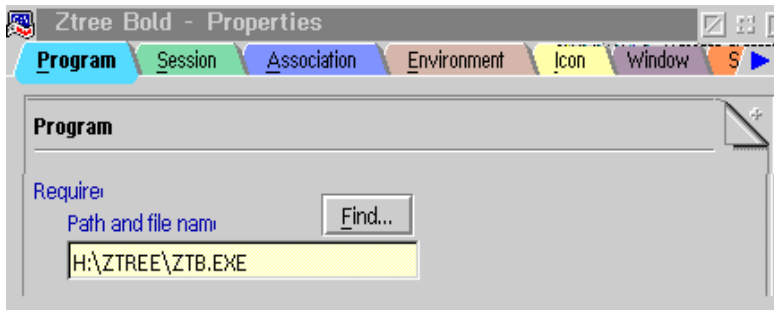 Ztree Bold - Properties
Program Session Association Environment Icon Window S
Program
Require
Path and file nam
Find...
H:\ZTREE\ZTB.EXE